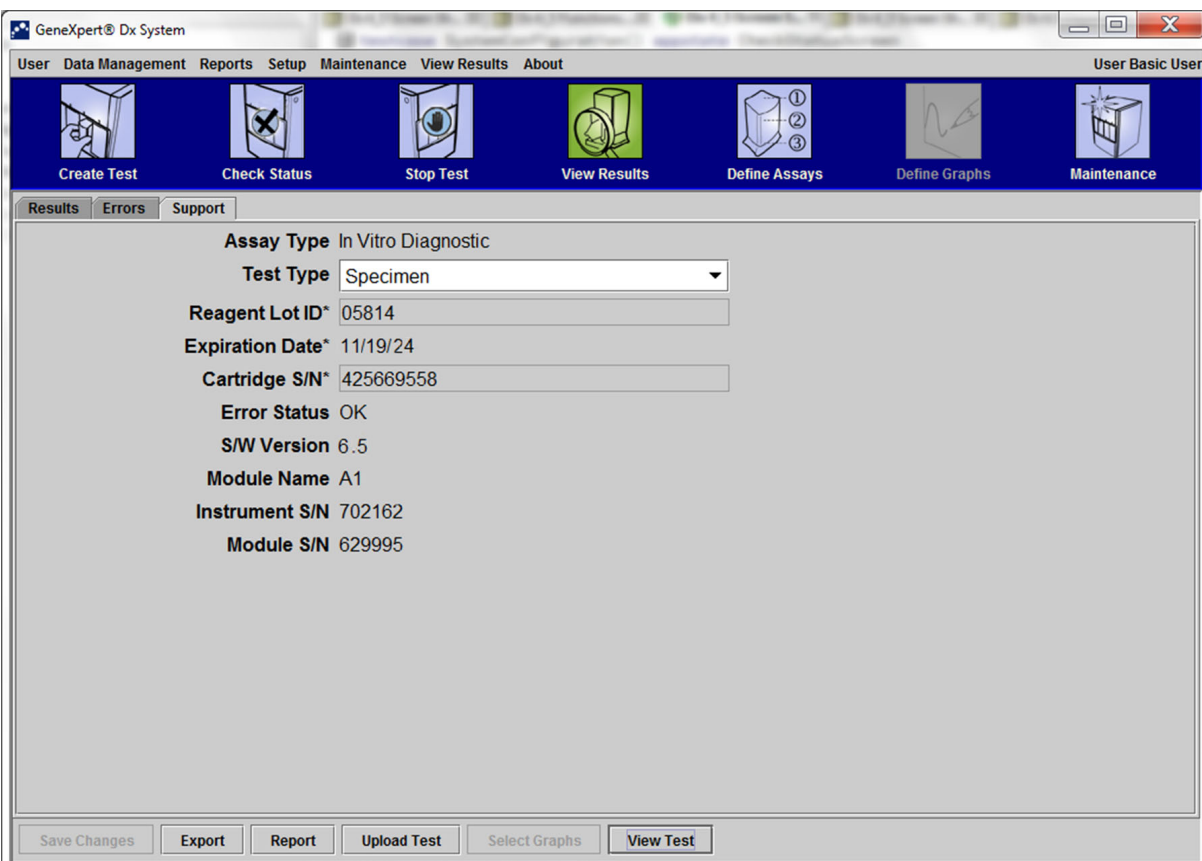 GeneXpert® Dx System
User Data Management Reports Setup Maintenance View Results About User Basic User
① ② ③
Create Test Check Status Stop Test View Results Define Assays Define Graphs Maintenance
Results Errors Support
Assay Type In Vitro Diagnostic
Test Type Specimen
Reagent Lot ID* 05814
Expiration Date* 11/19/24
Cartridge S/N* 425669558
Error Status OK
S/W Version 6.5
Module Name A1
Instrument S/N 702162
Module S/N 629995
Save Changes Export Report Upload Test Select Graphs View Test